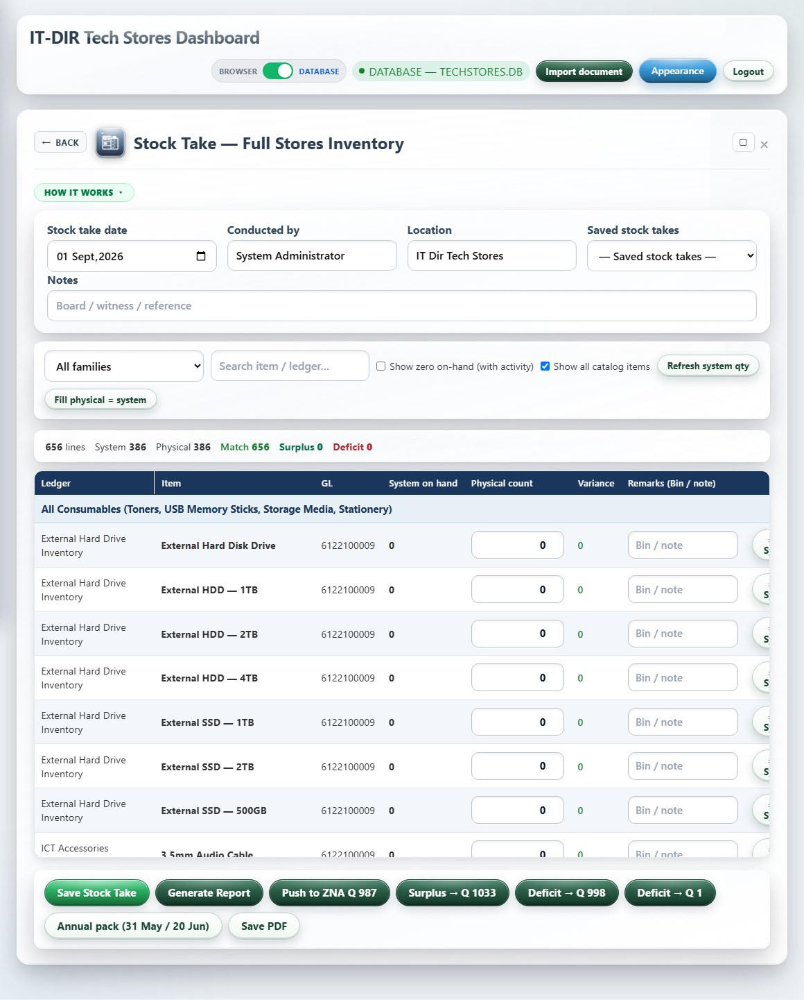 IT-DIR Tech Stores Dashboard
BROWSER DATABASE DATABASE — TECHSTORES.DB Import document Appearance Logout
← BACK Stock Take — Full Stores Inventory ×
HOW IT WORKS
Stock take date Conducted by Location Saved stock takes
01 Sept,2026 System Administrator IT Dir Tech Stores — Saved stock takes —
Notes
Board / witness / reference
All families Search item / ledger... Show zero on-hand (with activity) Show all catalog items Refresh system qty
Fill physical = system
656 lines System 386 Physical 386 Match 656 Surplus 0 Deficit 0
Ledger Item GL System on hand Physical count Variance Remarks (Bin / note)
All Consumables (Toners, USB Memory Sticks, Storage Media, Stationery)
External Hard Drive Inventory External Hard Disk Drive 6122100009 0 0 0 Bin / note
External Hard Drive Inventory External HDD — 1TB 6122100009 0 0 0 Bin / note
External Hard Drive Inventory External HDD — 2TB 6122100009 0 0 0 Bin / note
External Hard Drive Inventory External HDD — 4TB 6122100009 0 0 0 Bin / note
External Hard Drive Inventory External SSD — 1TB 6122100009 0 0 0 Bin / note
External Hard Drive Inventory External SSD — 2TB 6122100009 0 0 0 Bin / note
External Hard Drive Inventory External SSD — 500GB 6122100009 0 0 0 Bin / note
ICT Accessories 3.5mm Audio Cable 6122100009 0 0 0 Bin / note
Save Stock Take Generate Report Push to ZNA Q 987 Surplus → Q 1033 Deficit → Q 998 Deficit → Q 1
Annual pack (31 May / 20 Jun) Save PDF